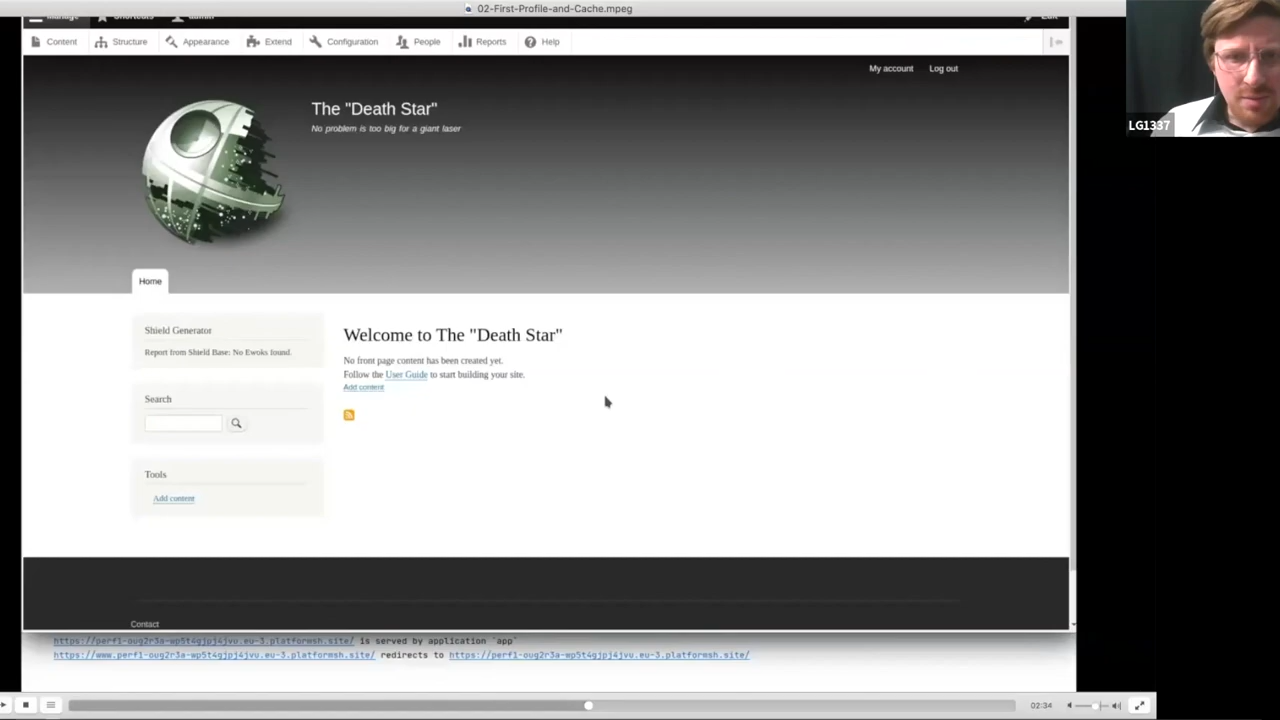 02-First-Profile-and-Cache.mpeg
Manage Shortcuts admin Edit
Content Structure Appearance Extend Configuration People Reports Help
My account Log out
The "Death Star"
No problem is too big for a giant laser
LG1337
Home
Shield Generator
Report from Shield Base: No Ewoks found.
Search
Tools
Add content
Welcome to The "Death Star"
No front page content has been created yet.
Follow the User Guide to start building your site.
Add content
Contact
https://perf1-oug2r3a-wp5t4gjpj4jvu.eu-3.platformsh.site/ is served by application `app`
https://www.perf1-oug2r3a-wp5t4gjpj4jvu.eu-3.platformsh.site/ redirects to https://perf1-oug2r3a-wp5t4gjpj4jvu.eu-3.platformsh.site/
02:34